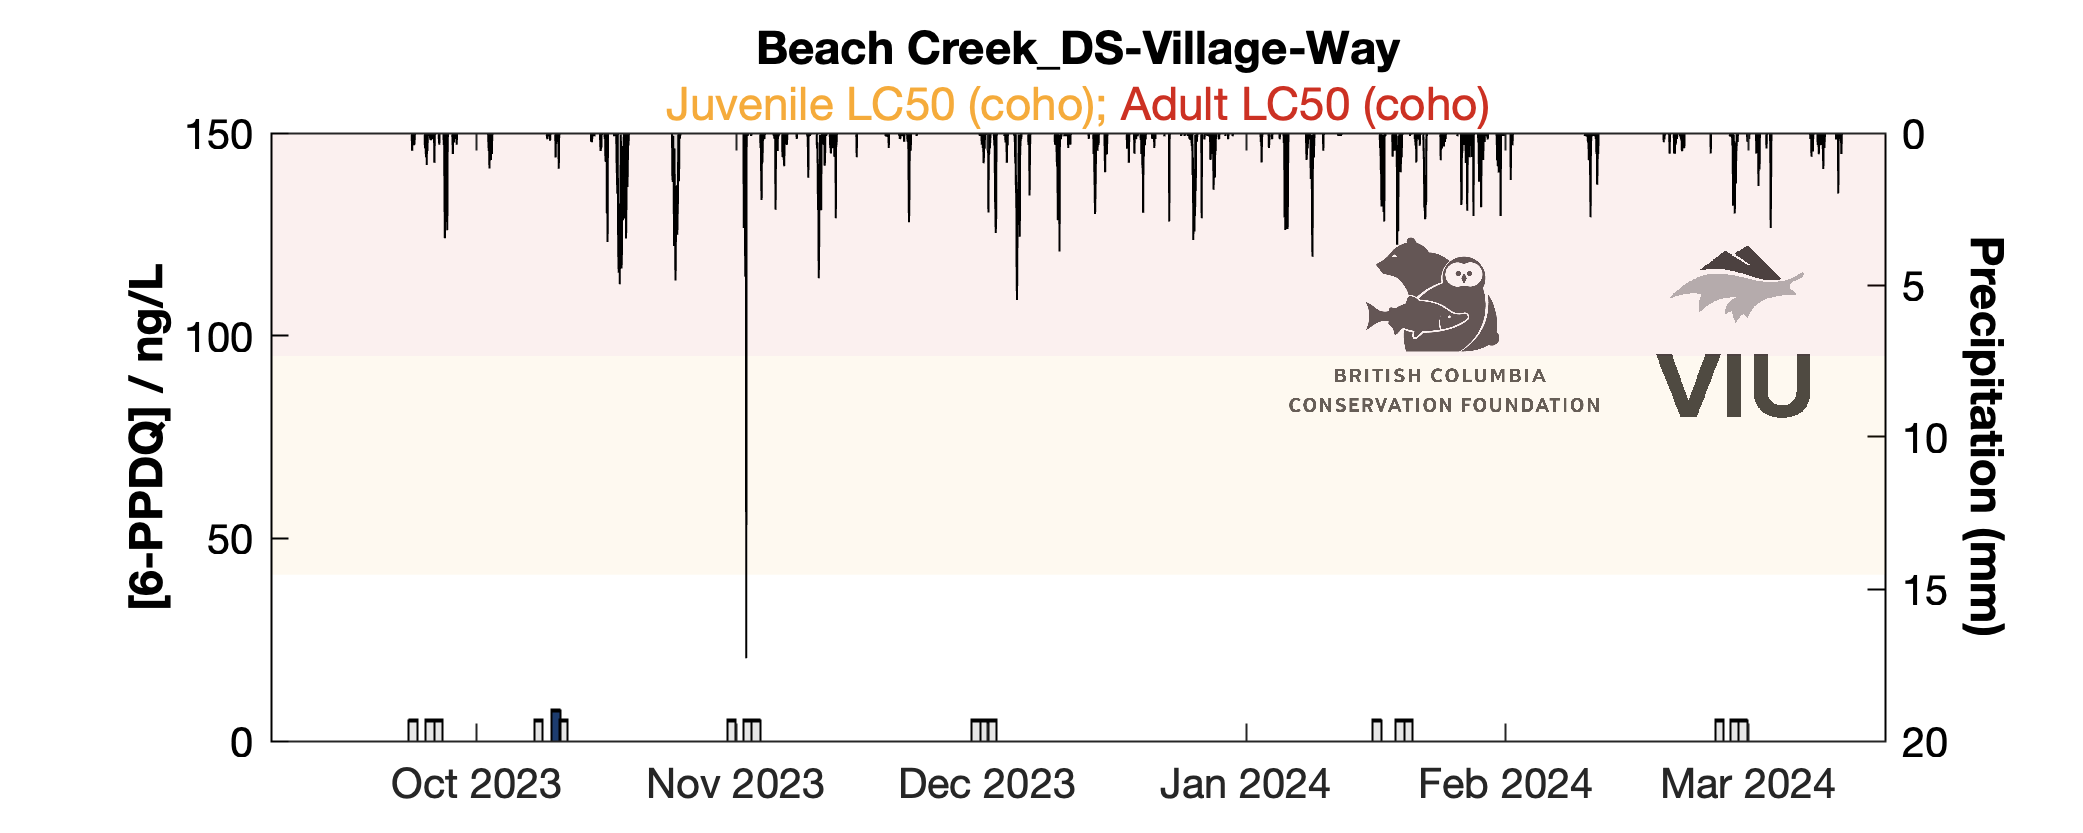 Beach Creek_DS-Village-Way
Juvenile LC50 (coho); Adult LC50 (coho)
150
100
50
0
[6-PPDQ] / ng/L
0
5
10
15
20
Precipitation (mm)
BRITISH COLUMBIA
CONSERVATION FOUNDATION
VIU
Oct 2023
Nov 2023
Dec 2023
Jan 2024
Feb 2024
Mar 2024